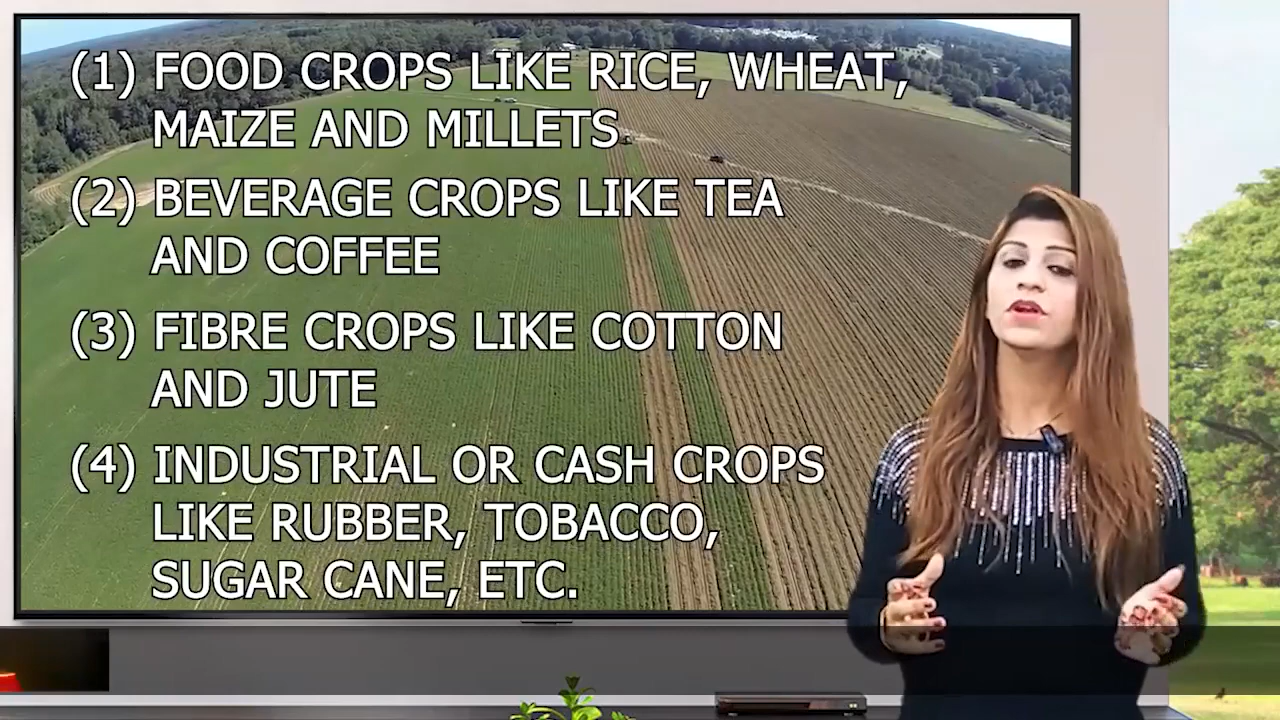 (1) FOOD CROPS LIKE RICE, WHEAT,
MAIZE AND MILLETS
(2) BEVERAGE CROPS LIKE TEA
AND COFFEE
(3) FIBRE CROPS LIKE COTTON
AND JUTE
(4) INDUSTRIAL OR CASH CROPS
LIKE RUBBER, TOBACCO,
SUGAR CANE, ETC.